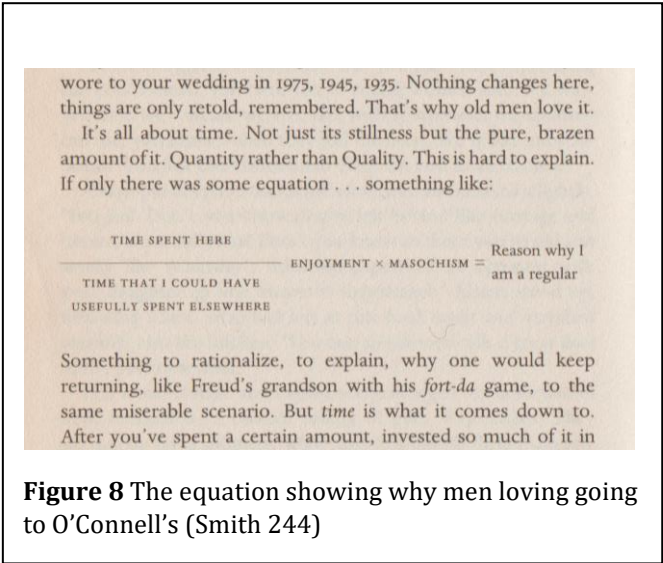 wore to your wedding in 1975, 1945, 1935. Nothing changes here,
things are only retold, remembered. That's why old men love it.
It's all about time. Not just its stillness but the pure, brazen
amount of it. Quantity rather than Quality. This is hard to explain.
If only there was some equation . . . something like:
TIME SPENT HERE
TIME THAT I COULD HAVE
USEFULLY SPENT ELSEWHERE
ENJOYMENT × MASOCHISM =
Reason why I
am a regular
Something to rationalize, to explain, why one would keep
returning, like Freud's grandson with his fort-da game, to the
same miserable scenario. But time is what it comes down to.
After you've spent a certain amount, invested so much of it in
Figure 8 The equation showing why men loving going
to O'Connell's (Smith 244)